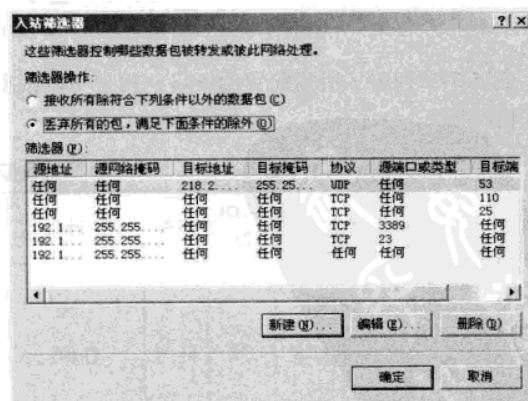 入站筛选器
这些筛选器控制哪些数据包被转发或被此网络处理。
筛选器操作:
接收所有除符合下列条件以外的数据包(C)
丢弃所有的包，满足下面条件的除外(D)
筛选器(F):
源地址 源网络掩码 目标地址 目标掩码 协议 源端口或类型 目标端
任何 任何 218.2.... 255.25... UDP 任何 53
任何 任何 任何 任何 TCP 任何 110
任何 任何 任何 任何 TCP 任何 25
192.1... 255.255.... 任何 任何 TCP 3389 任何
192.1... 255.255.... 任何 任何 TCP 23 任何
192.1... 255.255.... 任何 任何 任何 任何 任何
新建(N)... 编辑(E)... 删除(D)
确定 取消